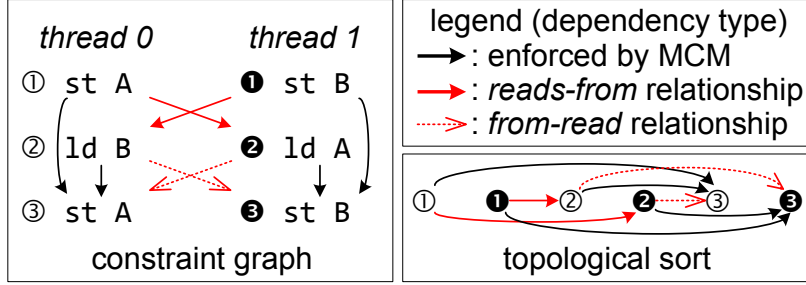 thread 0 thread 1
① st A ❶ st B
② ld B ❷ ld A
③ st A ❸ st B
constraint graph
legend (dependency type)
: enforced by MCM
: reads-from relationship
: from-read relationship
① ❶ ② ❷ ③ ❸
topological sort